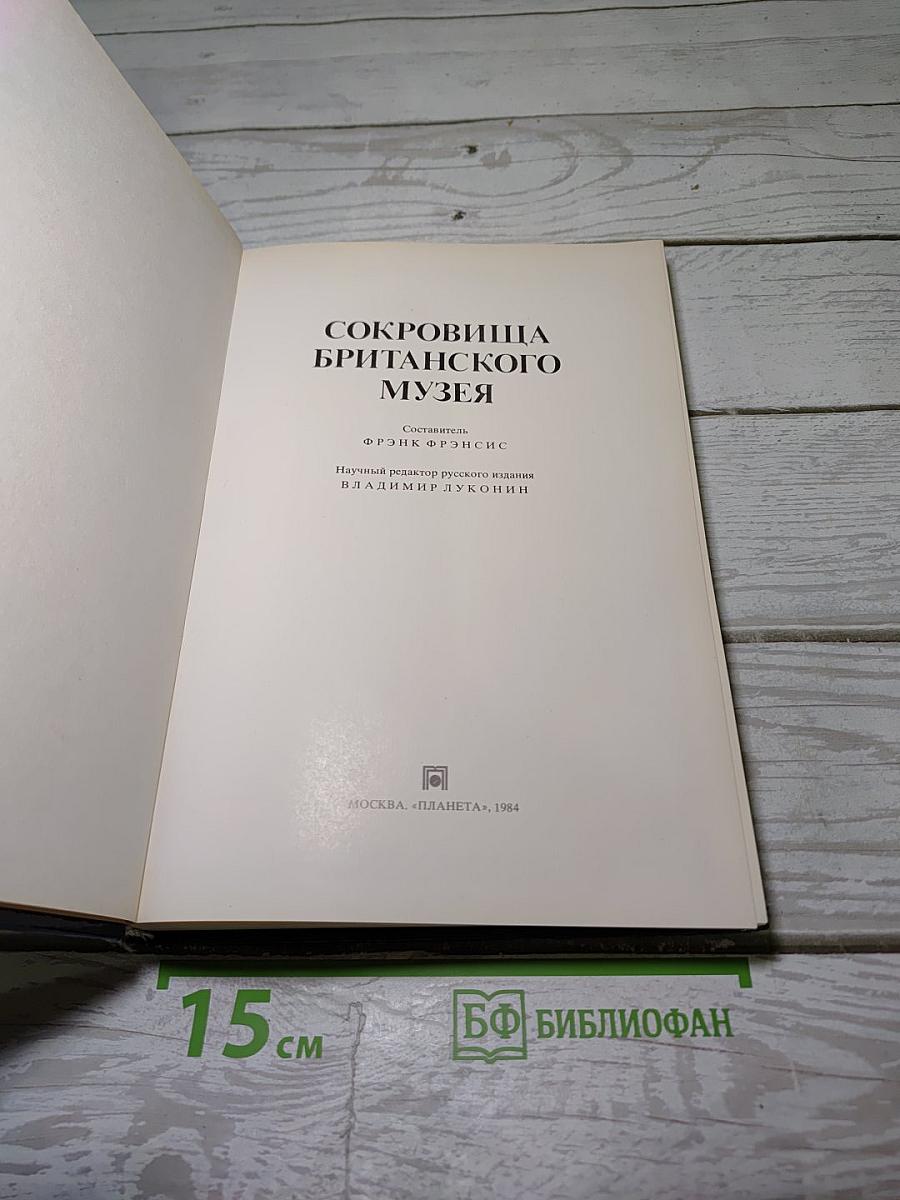 СОКРОВИЩА
БРИТАНСКОГО
МУЗЕЯ
Составитель
ФРЭНК ФРЭНСИС
Научный редактор русского издания
ВЛАДИМИР ЛУКОНИН
МОСКВА. «ПЛАНЕТА», 1984
15 см
БФ БИБЛИОФАН